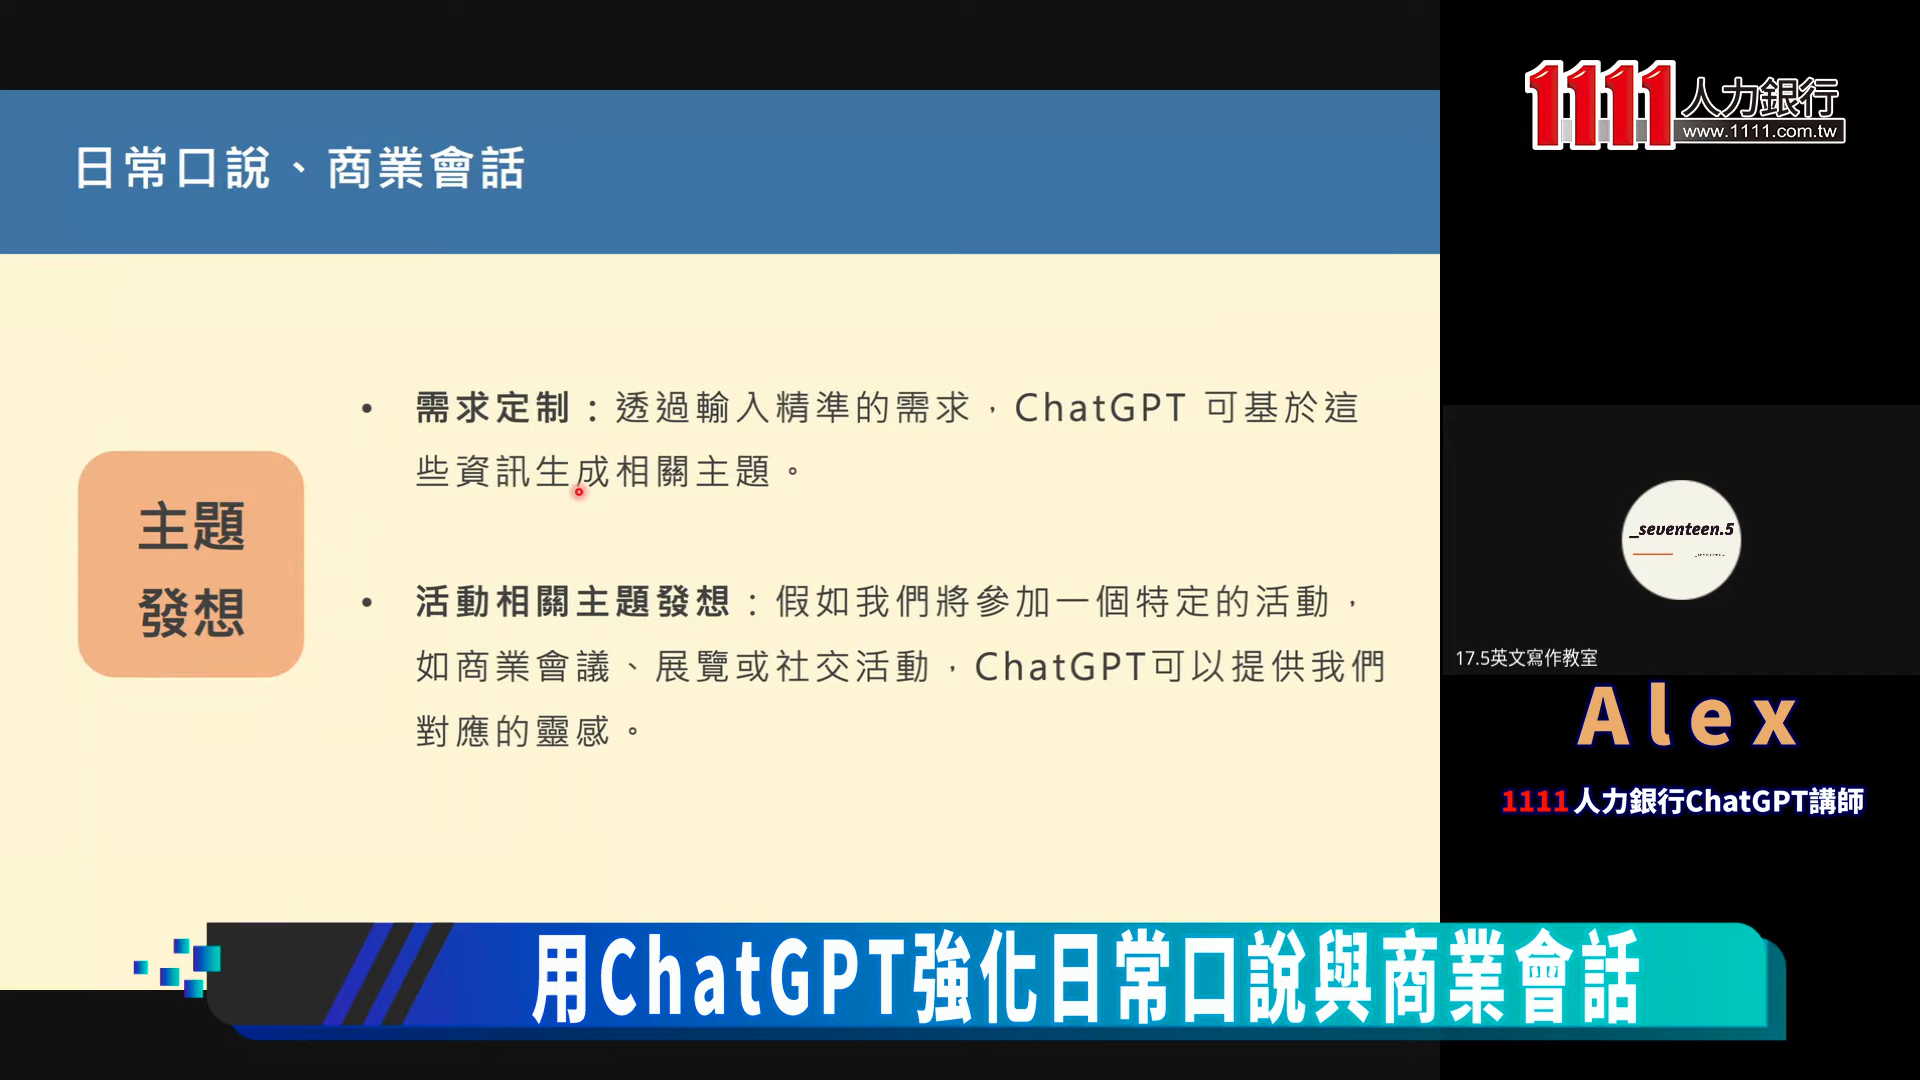 日常口說、商業會話
主題
發想
• 需求定制：透過輸入精準的需求，ChatGPT 可基於這
些資訊生成相關主題。
• 活動相關主題發想：假如我們將參加一個特定的活動，
如商業會議、展覽或社交活動，ChatGPT可以提供我們
對應的靈感。
1111人力銀行
www.1111.com.tw
_seventeen.5
17.5英文寫作教室
Alex
1111人力銀行ChatGPT講師
用ChatGPT強化日常口說與商業會話